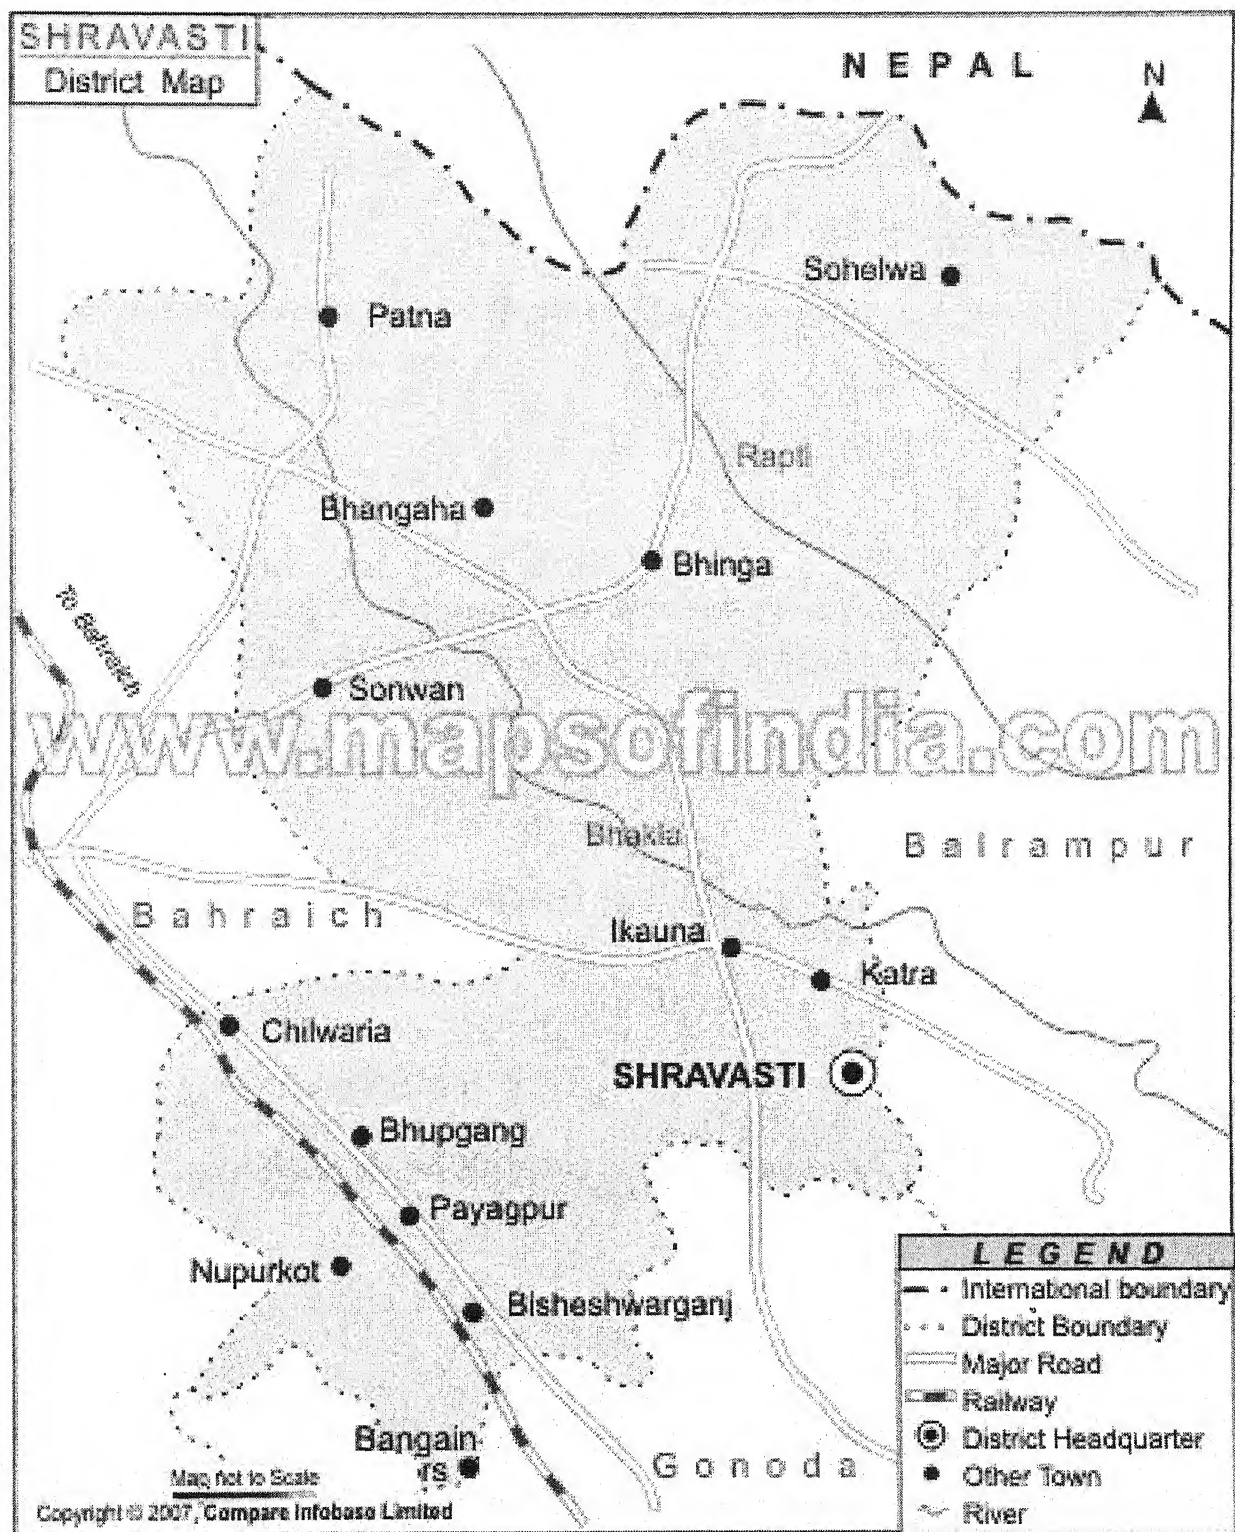 SHRAVASTI
District Map
NEPAL
N
Sohelwa
Patna
Rapti
Bhangaha
Bhinga
To Bahraich
Sonwan
www.mapsofindia.com
Bhakla
Balrampur
Bahraich
Ikauna
Katra
Chilwaria
SHRAVASTI
Bhupgang
Payagpur
Nupurkot
Bisheshwarganj
LEGEND
International boundary
District Boundary
Major Road
Railway
District Headquarter
Other Town
River
Bangain
rs
Gonoda
Map not to Scale
Copyright © 2007, Compare Infobase Limited